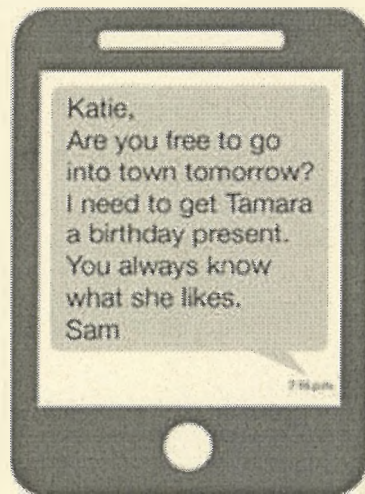 Katie,
Are you free to go
into town tomorrow?
I need to get Tamara
a birthday present.
You always know
what she likes.
Sam